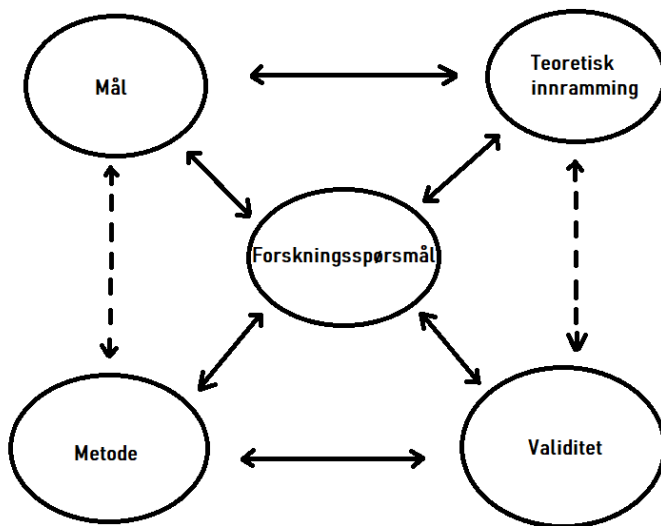 Mål
Teoretisk
innramming
Forskningsspørsmål
Metode
Validitet